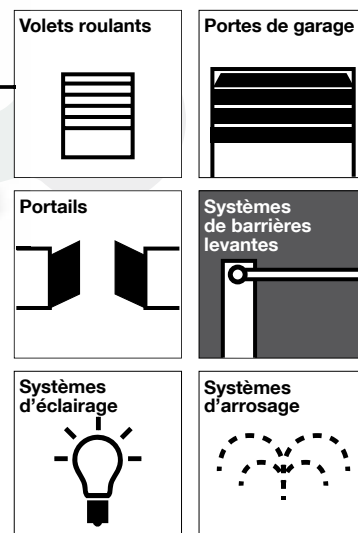 Volets roulants
Portes de garage
Portails
Systèmes
de barrières
levantes
Systèmes
d’éclairage
Systèmes
d’arrosage